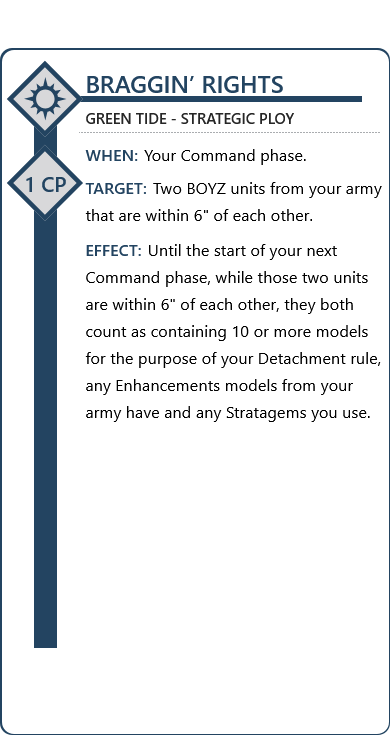 BRAGGIN’ RIGHTS
GREEN TIDE - STRATEGIC PLOY
WHEN: Your Command phase.
1 CP
TARGET: Two BOYZ units from your army
that are within 6" of each other.
EFFECT: Until the start of your next
Command phase, while those two units
are within 6" of each other, they both
count as containing 10 or more models
for the purpose of your Detachment rule,
any Enhancements models from your
army have and any Stratagems you use.